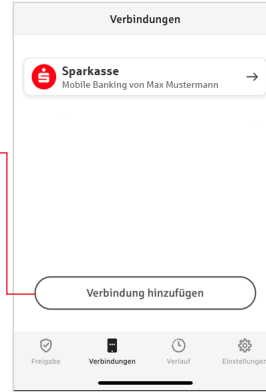 Verbindungen
Sparkasse
Mobile Banking von Max Mustermann
Verbindung hinzufügen
Freigabe Verbindungen Verlauf Einstellungen